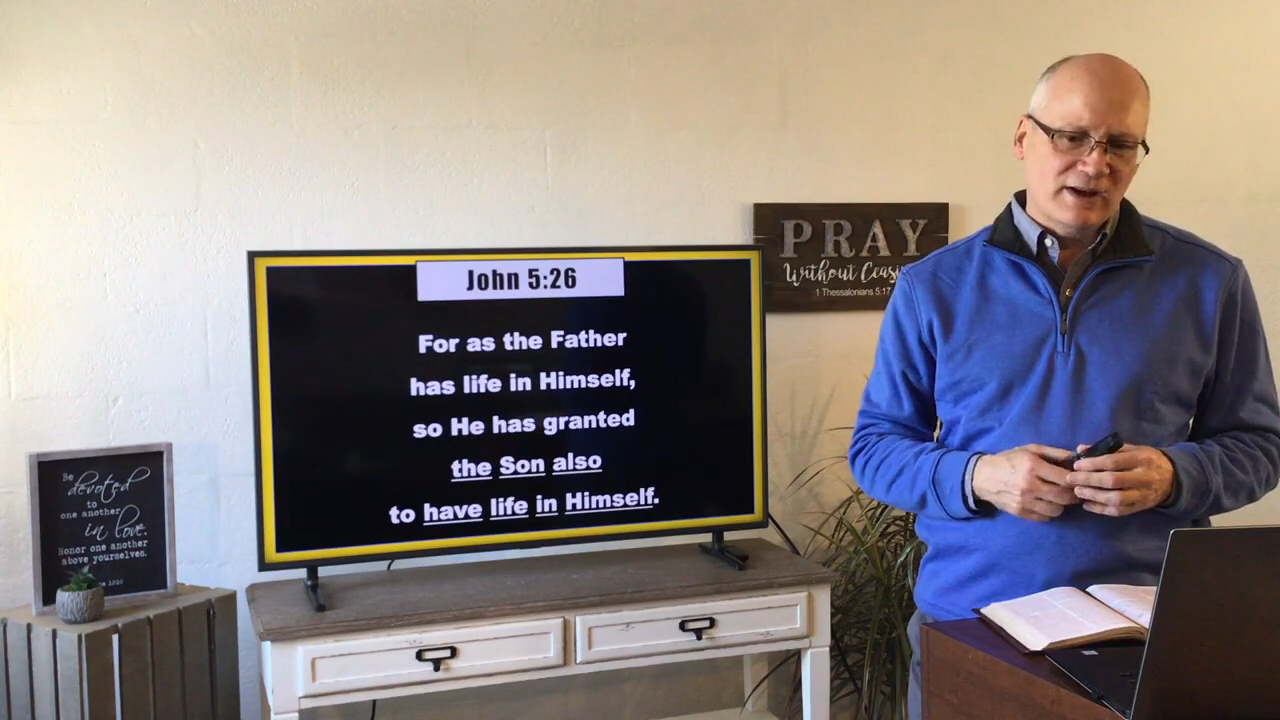 John 5:26
For as the Father
has life in Himself,
so He has granted
the Son also
to have life in Himself.
PRAY
Without
1 Thessalonians 5:17
Be
devoted
to
one another
in love.
Honor one another
above yourselves.